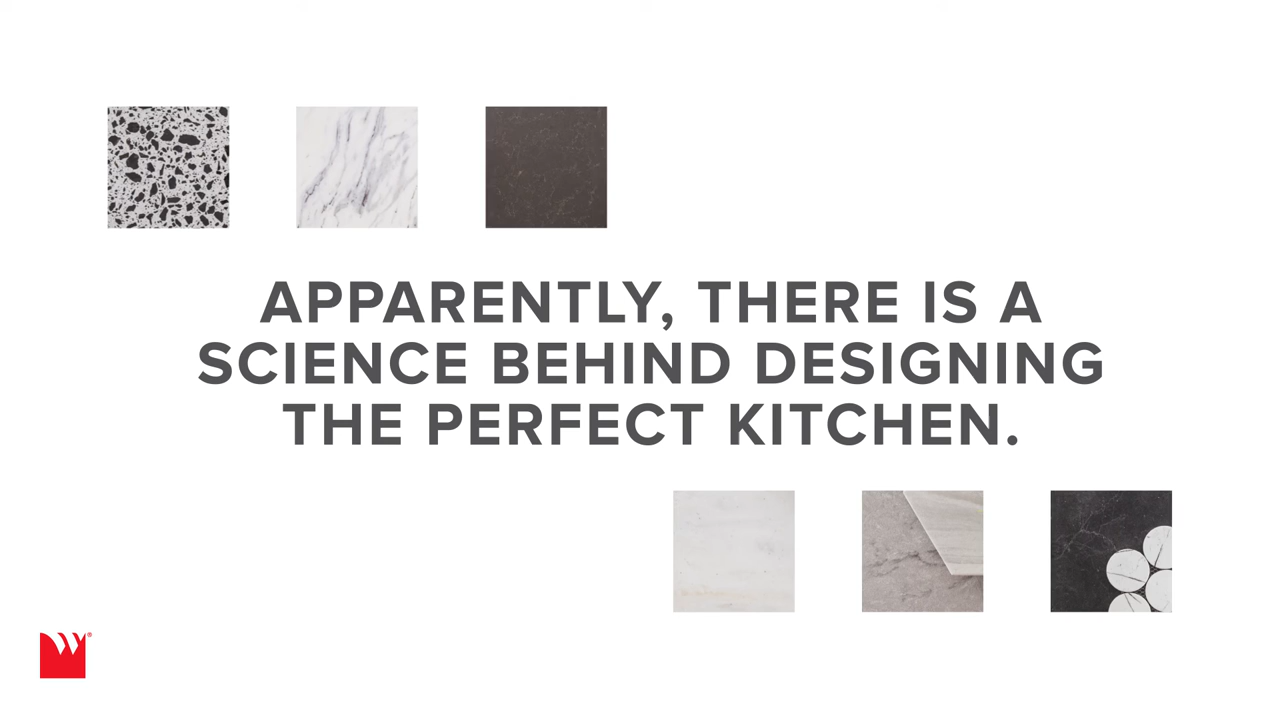 APPARENTLY, THERE IS A
SCIENCE BEHIND DESIGNING
THE PERFECT KITCHEN.